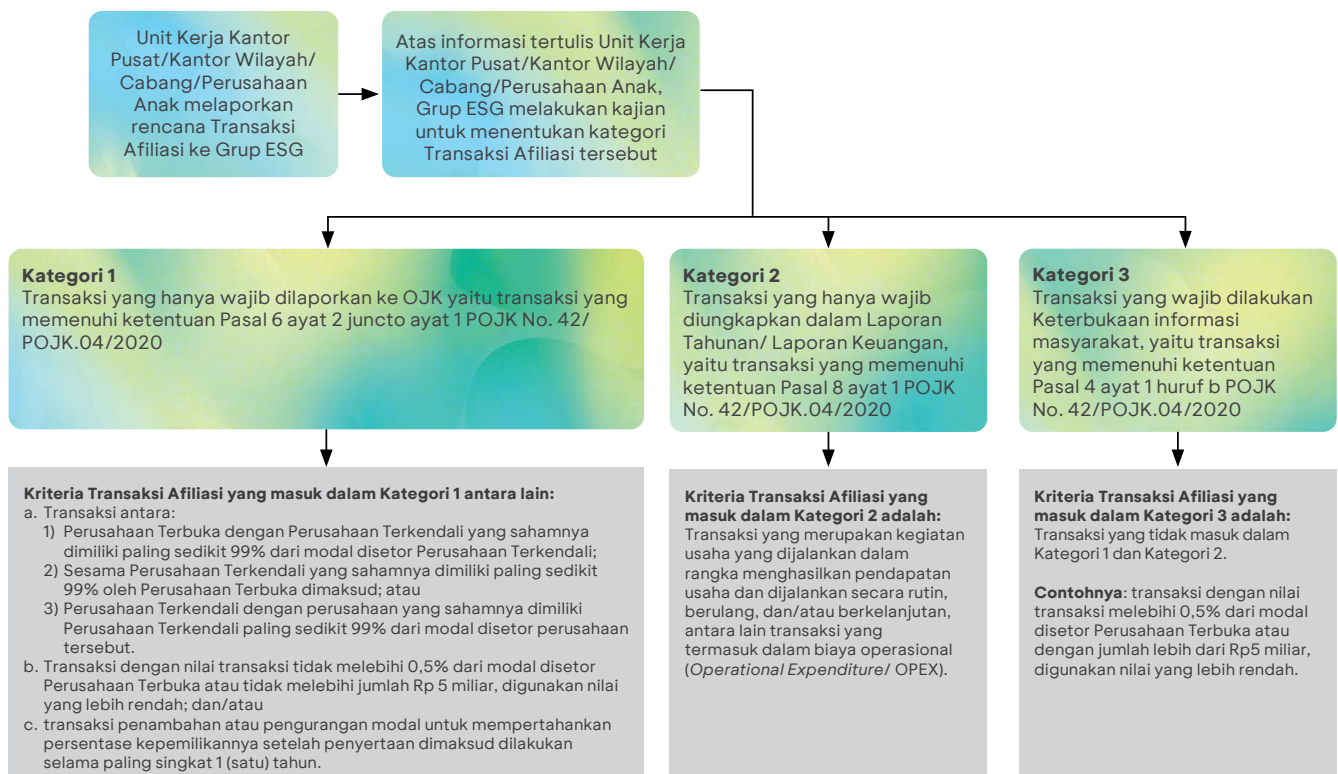 Unit Kerja Kantor
Pusat/Kantor Wilayah/
Cabang/Perusahaan
Anak melaporkan
rencana Transaksi
Afiliasi ke Grup ESG
Atas informasi tertulis Unit Kerja
Kantor Pusat/Kantor Wilayah/
Cabang/Perusahaan Anak,
Grup ESG melakukan kajian
untuk menentukan kategori
Transaksi Afiliasi tersebut
Kategori 1
Transaksi yang hanya wajib dilaporkan ke OJK yaitu transaksi yang
memenuhi ketentuan Pasal 6 ayat 2 juncto ayat 1 POJK No. 42/
POJK.04/2020
Kategori 2
Transaksi yang hanya wajib
diungkapkan dalam Laporan
Tahunan/ Laporan Keuangan,
yaitu transaksi yang memenuhi
ketentuan Pasal 8 ayat 1 POJK
No. 42/POJK.04/2020
Kategori 3
Transaksi yang wajib dilakukan
Keterbukaan informasi
masyarakat, yaitu transaksi
yang memenuhi ketentuan
Pasal 4 ayat 1 huruf b POJK
No. 42/POJK.04/2020
Kriteria Transaksi Afiliasi yang masuk dalam Kategori 1 antara lain:
a. Transaksi antara:
1) Perusahaan Terbuka dengan Perusahaan Terkendali yang sahamnya
dimiliki paling sedikit 99% dari modal disetor Perusahaan Terkendali;
2) Sesama Perusahaan Terkendali yang sahamnya dimiliki paling sedikit
99% oleh Perusahaan Terbuka dimaksud; atau
3) Perusahaan Terkendali dengan perusahaan yang sahamnya dimiliki
Perusahaan Terkendali paling sedikit 99% dari modal disetor perusahaan
tersebut.
b. Transaksi dengan nilai transaksi tidak melebihi 0,5% dari modal disetor
Perusahaan Terbuka atau tidak melebihi jumlah Rp 5 miliar, digunakan nilai
yang lebih rendah; dan/atau
c. transaksi penambahan atau pengurangan modal untuk mempertahankan
persentase kepemilikannya setelah penyertaan dimaksud dilakukan
selama paling singkat 1 (satu) tahun.
Kriteria Transaksi Afiliasi yang
masuk dalam Kategori 2 adalah:
Transaksi yang merupakan kegiatan
usaha yang dijalankan dalam
rangka menghasilkan pendapatan
usaha dan dijalankan secara rutin,
berulang, dan/atau berkelanjutan,
antara lain transaksi yang
termasuk dalam biaya operasional
(Operational Expenditure/ OPEX).
Kriteria Transaksi Afiliasi yang
masuk dalam Kategori 3 adalah:
Transaksi yang tidak masuk dalam
Kategori 1 dan Kategori 2.
Contohnya: transaksi dengan nilai
transaksi melebihi 0,5% dari modal
disetor Perusahaan Terbuka atau
dengan jumlah lebih dari Rp5 miliar,
digunakan nilai yang lebih rendah.